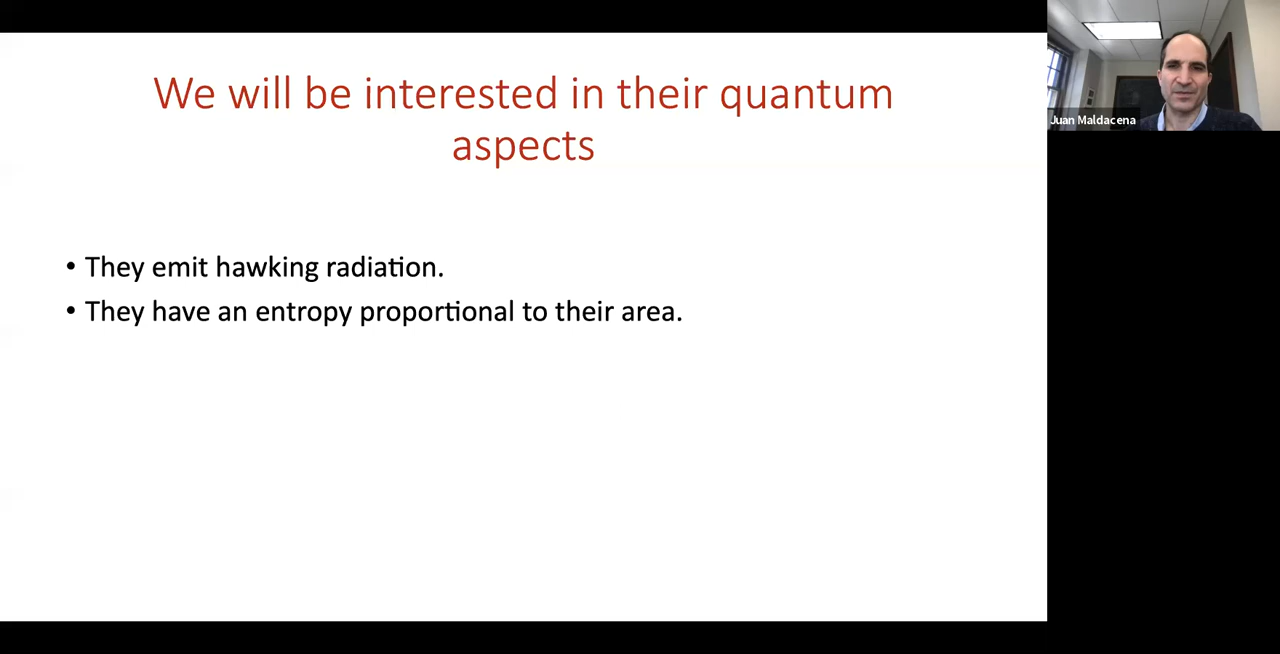 We will be interested in their quantum
aspects
• They emit hawking radiation.
• They have an entropy proportional to their area.
Juan Maldacena